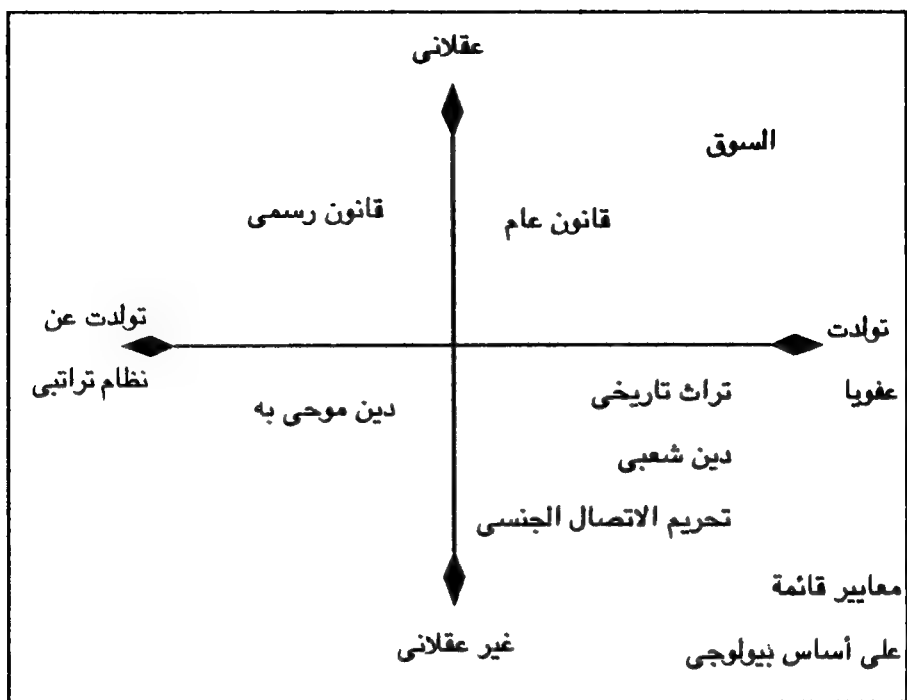 عقلانى
السوق
قانون عام
قانون رسمى
تولدت
عفويا
تولدت عن
نظام تراتبى
تراث تاريخى
دين شعبى
تحريم الاتصال الجنسى
دين موحى به
معايير قائمة
على أساس بيولوجى
غير عقلانى